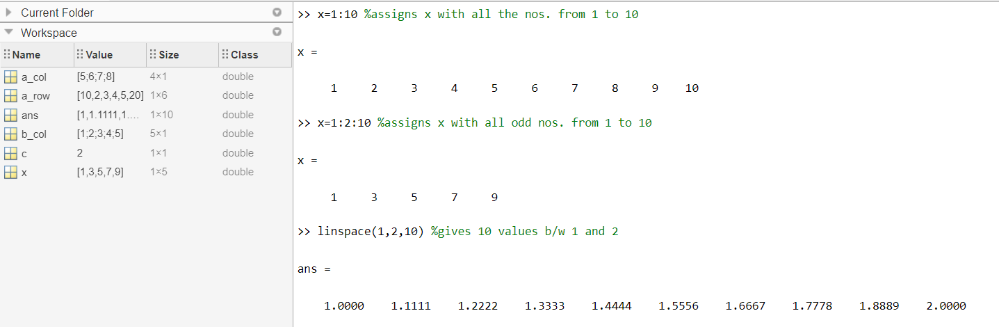 Current Folder
Workspace
Name Value Size Class
a_col [5;6;7;8] 4×1 double
a_row [10,2,3,4,5,20] 1×6 double
ans [1,1.1111,1.... 1×10 double
b_col [1;2;3;4;5] 5×1 double
c 2 1×1 double
x [1,3,5,7,9] 1×5 double
>> x=1:10 %assigns x with all the nos. from 1 to 10
x =
1 2 3 4 5 6 7 8 9 10
>> x=1:2:10 %assigns x with all odd nos. from 1 to 10
x =
1 3 5 7 9
>> linspace(1,2,10) %gives 10 values b/w 1 and 2
ans =
1.0000 1.1111 1.2222 1.3333 1.4444 1.5556 1.6667 1.7778 1.8889 2.0000